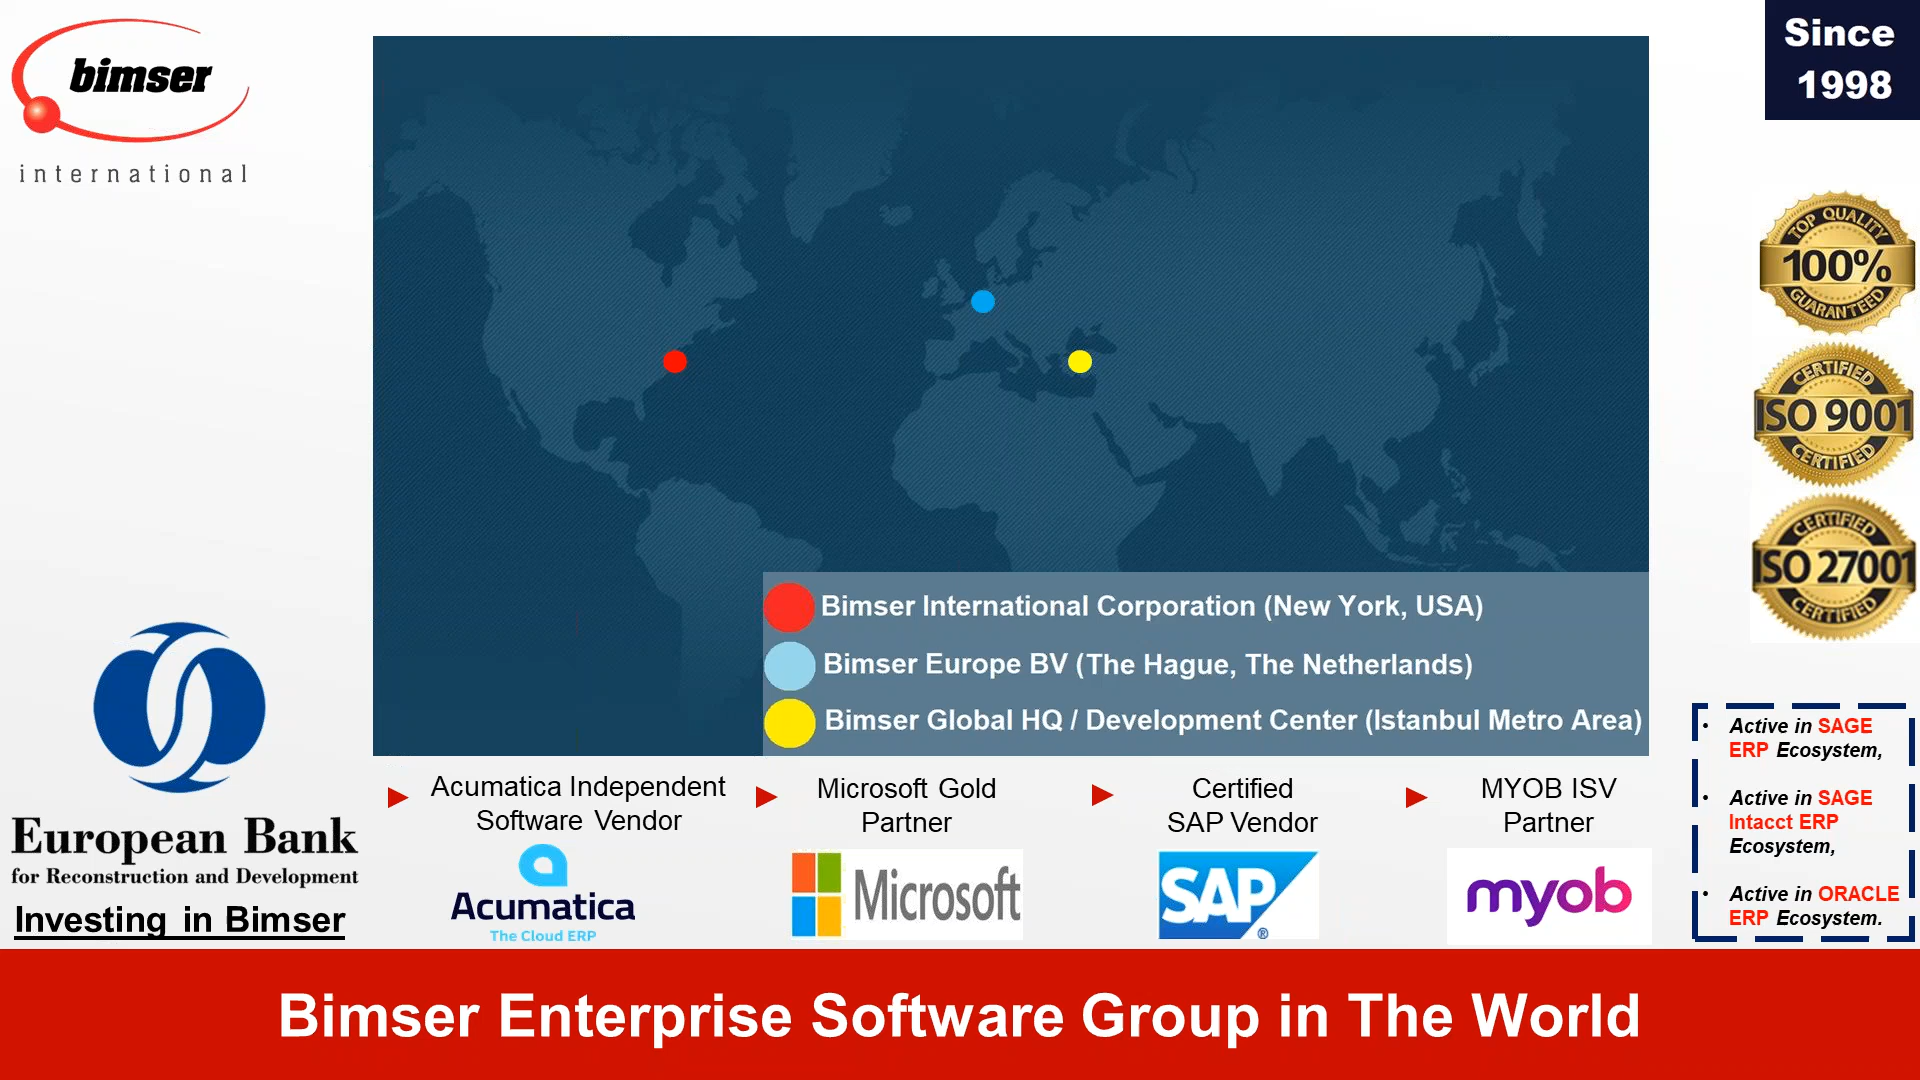 bimser
international
Since
1998
TOP QUALITY
100%
GUARANTEED
CERTIFIED
ISO 9001
CERTIFIED
CERTIFIED
ISO 27001
CERTIFIED
Bimser International Corporation (New York, USA)
Bimser Europe BV (The Hague, The Netherlands)
Bimser Global HQ / Development Center (Istanbul Metro Area)
European Bank
for Reconstruction and Development
Investing in Bimser
Acumatica Independent
Software Vendor
Acumatica
The Cloud ERP
Microsoft Gold
Partner
Microsoft
Certified
SAP Vendor
SAP®
MYOB ISV
Partner
myob
• Active in SAGE
ERP Ecosystem,
• Active in SAGE
Intacct ERP
Ecosystem,
• Active in ORACLE
ERP Ecosystem.
Bimser Enterprise Software Group in The World